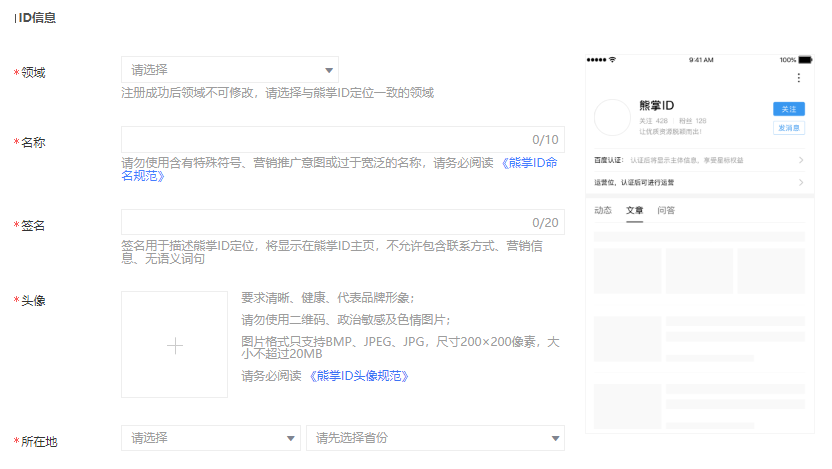 ID信息
*领域
请选择
注册成功后领域不可修改，请选择与熊掌ID定位一致的领域
*名称
0/10
请勿使用含有特殊符号、营销推广意图或过于宽泛的名称，请务必阅读《熊掌ID命
名规范》
*签名
0/20
签名用于描述熊掌ID定位，将显示在熊掌ID主页，不允许包含联系方式、营销信
息、无语义词句
*头像
要求清晰、健康、代表品牌形象；
请勿使用二维码、政治敏感及色情图片；
图片格式只支持BMP、JPEG、JPG，尺寸200×200像素，大
小不超过20MB
请务必阅读《熊掌ID头像规范》
*所在地
请选择
请先选择省份
9:41 AM
100%
熊掌ID
关注 428 粉丝 128
让优质资源脱颖而出!
关注
发消息
百度认证： 认证后将显示主体信息，享受星标权益
运营位，认证后可进行运营
动态 文章 问答